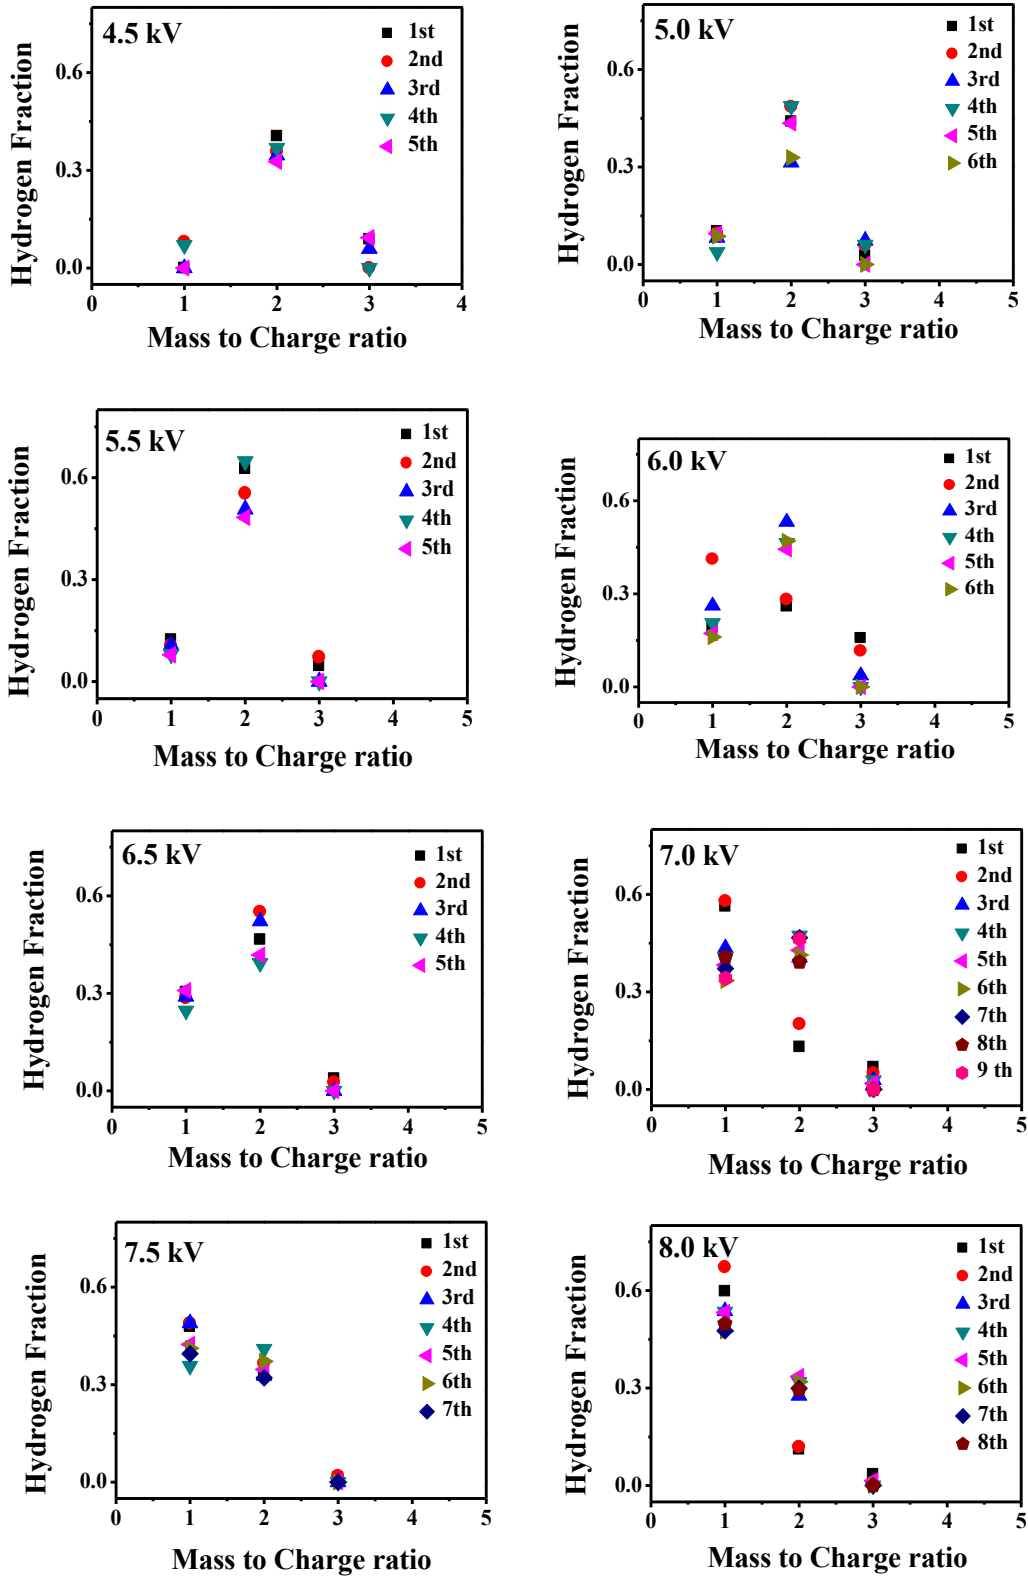 4.5 kV
1st
2nd
3rd
4th
5th
0.6
0.3
0.0
0 1 2 3 4
Hydrogen Fraction
Mass to Charge ratio
5.0 kV
1st
2nd
3rd
4th
5th
6th
0.6
0.3
0.0
0 1 2 3 4 5
Hydrogen Fraction
Mass to Charge ratio
5.5 kV
1st
2nd
3rd
4th
5th
0.6
0.3
0.0
0 1 2 3 4 5
Hydrogen Fraction
Mass to Charge ratio
6.0 kV
1st
2nd
3rd
4th
5th
6th
0.6
0.3
0.0
0 1 2 3 4 5
Hydrogen Fraction
Mass to Charge ratio
6.5 kV
1st
2nd
3rd
4th
5th
0.6
0.3
0.0
0 1 2 3 4 5
Hydrogen Fraction
Mass to Charge ratio
7.0 kV
1st
2nd
3rd
4th
5th
6th
7th
8th
9 th
0.6
0.3
0.0
0 1 2 3 4 5
Hydrogen Fraction
Mass to Charge ratio
7.5 kV
1st
2nd
3rd
4th
5th
6th
7th
0.6
0.3
0.0
0 1 2 3 4 5
Hydrogen Fraction
Mass to Charge ratio
8.0 kV
1st
2nd
3rd
4th
5th
6th
7th
8th
0.6
0.3
0.0
0 1 2 3 4 5
Hydrogen Fraction
Mass to Charge ratio